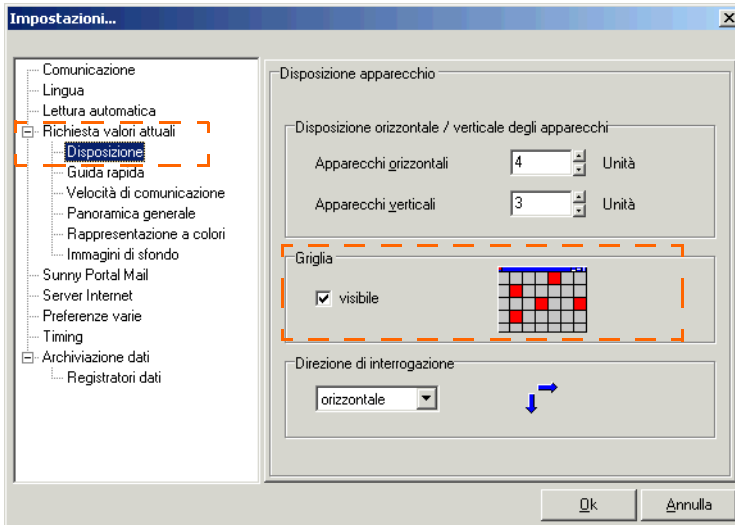 Impostazioni...
Comunicazione
Lingua
Lettura automatica
Richiesta valori attuali
Disposizione
Guida rapida
Velocità di comunicazione
Panoramica generale
Rappresentazione a colori
Immagini di sfondo
Sunny Portal Mail
Server Internet
Preferenze varie
Timing
Archiviazione dati
Registratori dati
Disposizione apparecchio
Disposizione orizzontale / verticale degli apparecchi
Apparecchi orizzontali 4 Unità
Apparecchi verticali 3 Unità
Griglia
visibile
Direzione di interrogazione
orizzontale
Ok Annulla